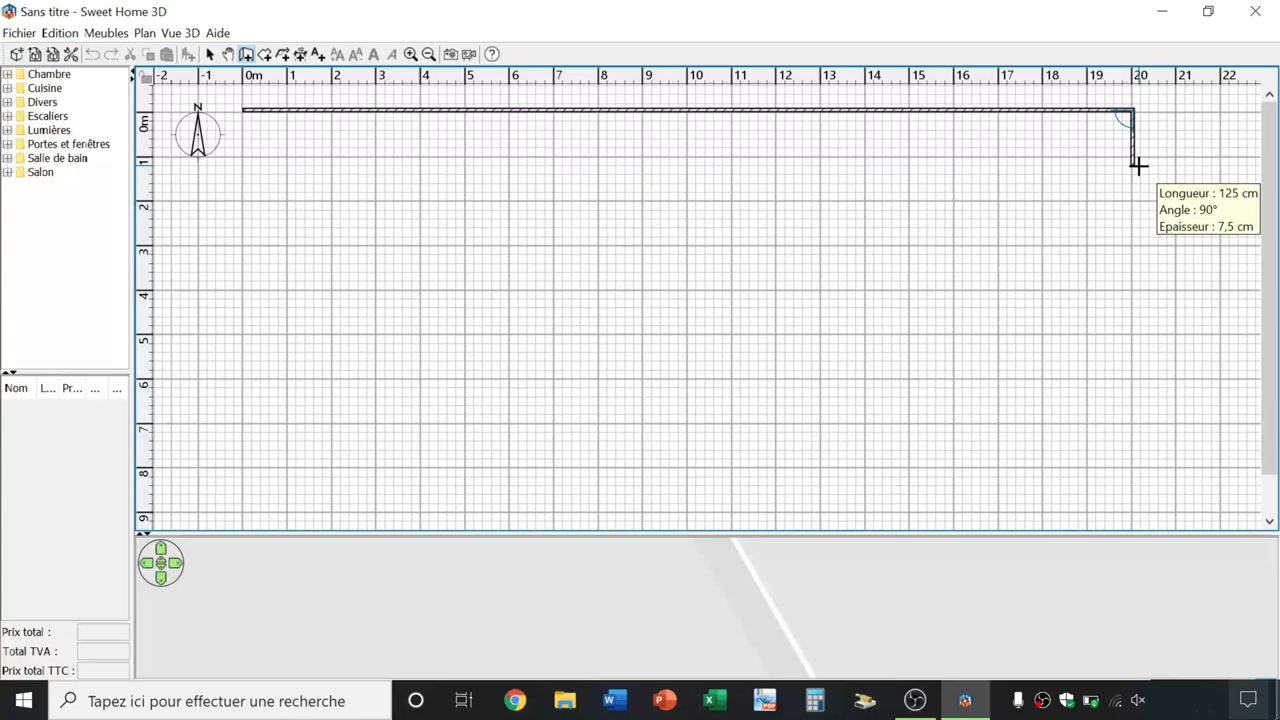 Sans titre - Sweet Home 3D
Fichier Edition Meubles Plan Vue 3D Aide
-2 -1 0m 1 2 3 4 5 6 7 8 9 10 11 12 13 14 15 16 17 18 19 20 21 22
Chambre
Cuisine
Divers
Escaliers
Lumières
Portes et fenêtres
Salle de bain
Salon
N
0m
1
2
3
4
5
6
7
8
9
Longueur : 125 cm
Angle : 90°
Epaisseur : 7,5 cm
Nom L... Pr... ... ...
Prix total :
Total TVA :
Prix TTC :
Tapez ici pour effectuer une recherche